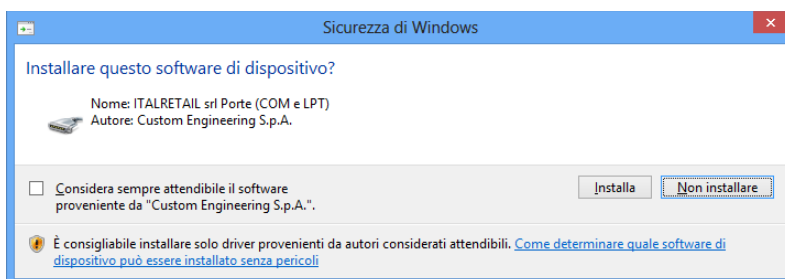 Sicurezza di Windows
Installare questo software di dispositivo?
Nome: ITALRETAIL srl Porte (COM e LPT)
Autore: Custom Engineering S.p.A.
Considera sempre attendibile il software
proveniente da "Custom Engineering S.p.A.".
Installa
Non installare
È consigliabile installare solo driver provenienti da autori considerati attendibili. Come determinare quale software di
dispositivo può essere installato senza pericoli